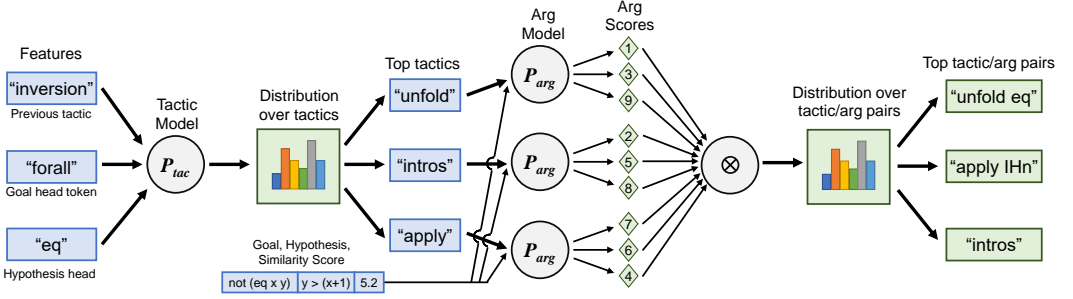 Features
“inversion”
Previous tactic
“forall”
Goal head token
“eq”
Hypothesis head
Tactic
Model
P_tac
Distribution
over tactics
Top tactics
“unfold”
“intros”
“apply”
Goal, Hypothesis,
Similarity Score
not (eq x y) y > (x+1) 5.2
Arg
Model
P_arg
P_arg
P_arg
Arg
Scores
1
3
9
2
5
8
7
6
4
⊗
Distribution over
tactic/arg pairs
Top tactic/arg pairs
“unfold eq”
“apply IHn”
“intros”